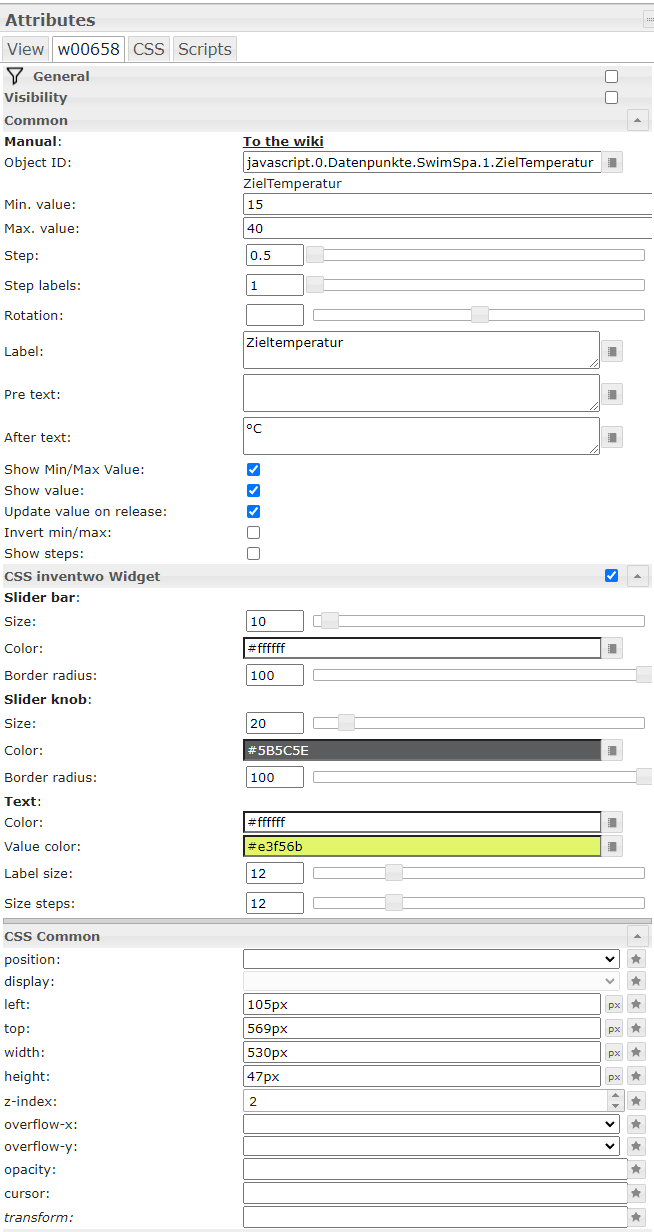 Attributes
View w00658 CSS Scripts
General
Visibility
Common
Manual: To the wiki
Object ID: javascript.0.Datenpunkte.SwimSpa.1.ZielTemperatur
ZielTemperatur
Min. value: 15
Max. value: 40
Step: 0.5
Step labels: 1
Rotation:
Label: Zieltemperatur
Pre text:
After text: °C
Show Min/Max Value:
Show value:
Update value on release:
Invert min/max:
Show steps:
CSS inventwo Widget
Slider bar:
Size: 10
Color: #ffffff
Border radius: 100
Slider knob:
Size: 20
Color: #5B5C5E
Border radius: 100
Text:
Color: #ffffff
Value color: #e3f56b
Label size: 12
Size steps: 12
CSS Common
position:
display:
left: 105px px
top: 569px px
width: 530px px
height: 47px px
z-index: 2
overflow-x:
overflow-y:
opacity:
cursor:
transform: